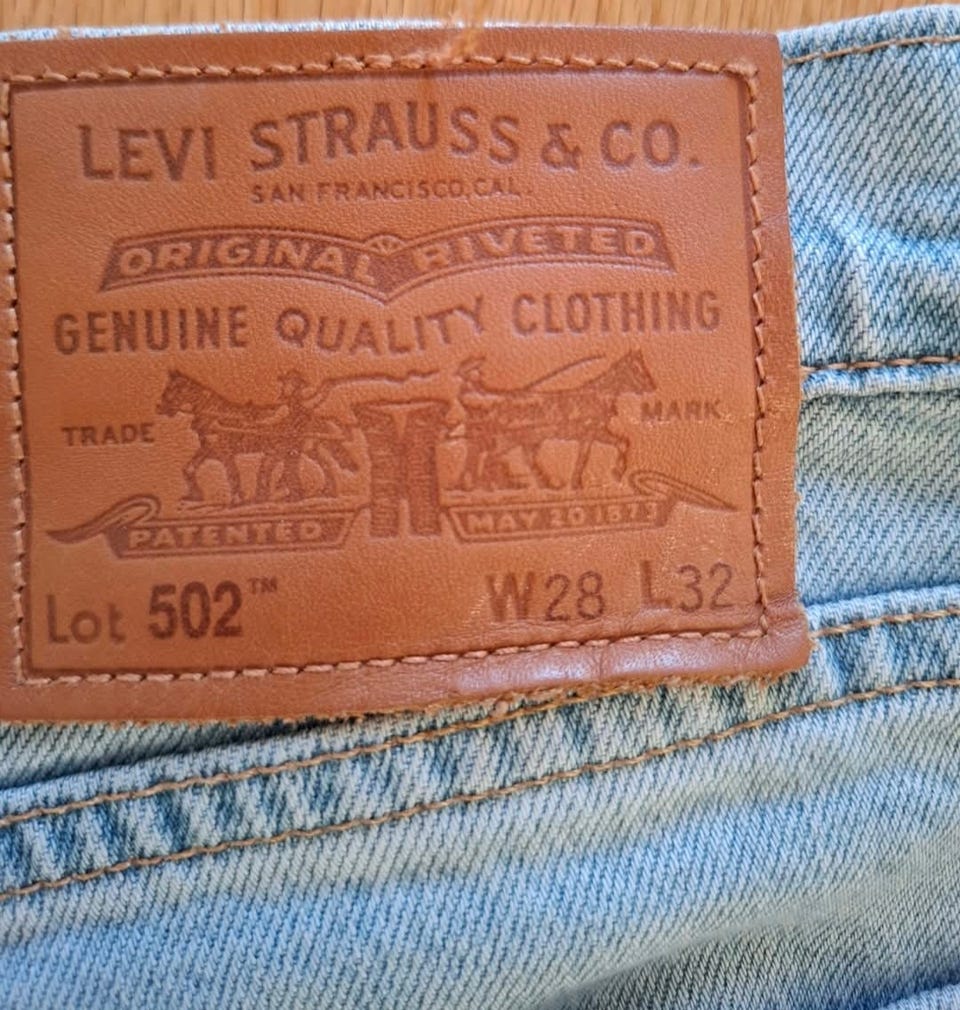 LEVI STRAUSS & CO.
SAN FRANCISCO, CAL.
ORIGINAL RIVETED
GENUINE QUALITY CLOTHING
TRADE MARK
PATENTED MAY 20 1873
Lot 502™ W28 L32